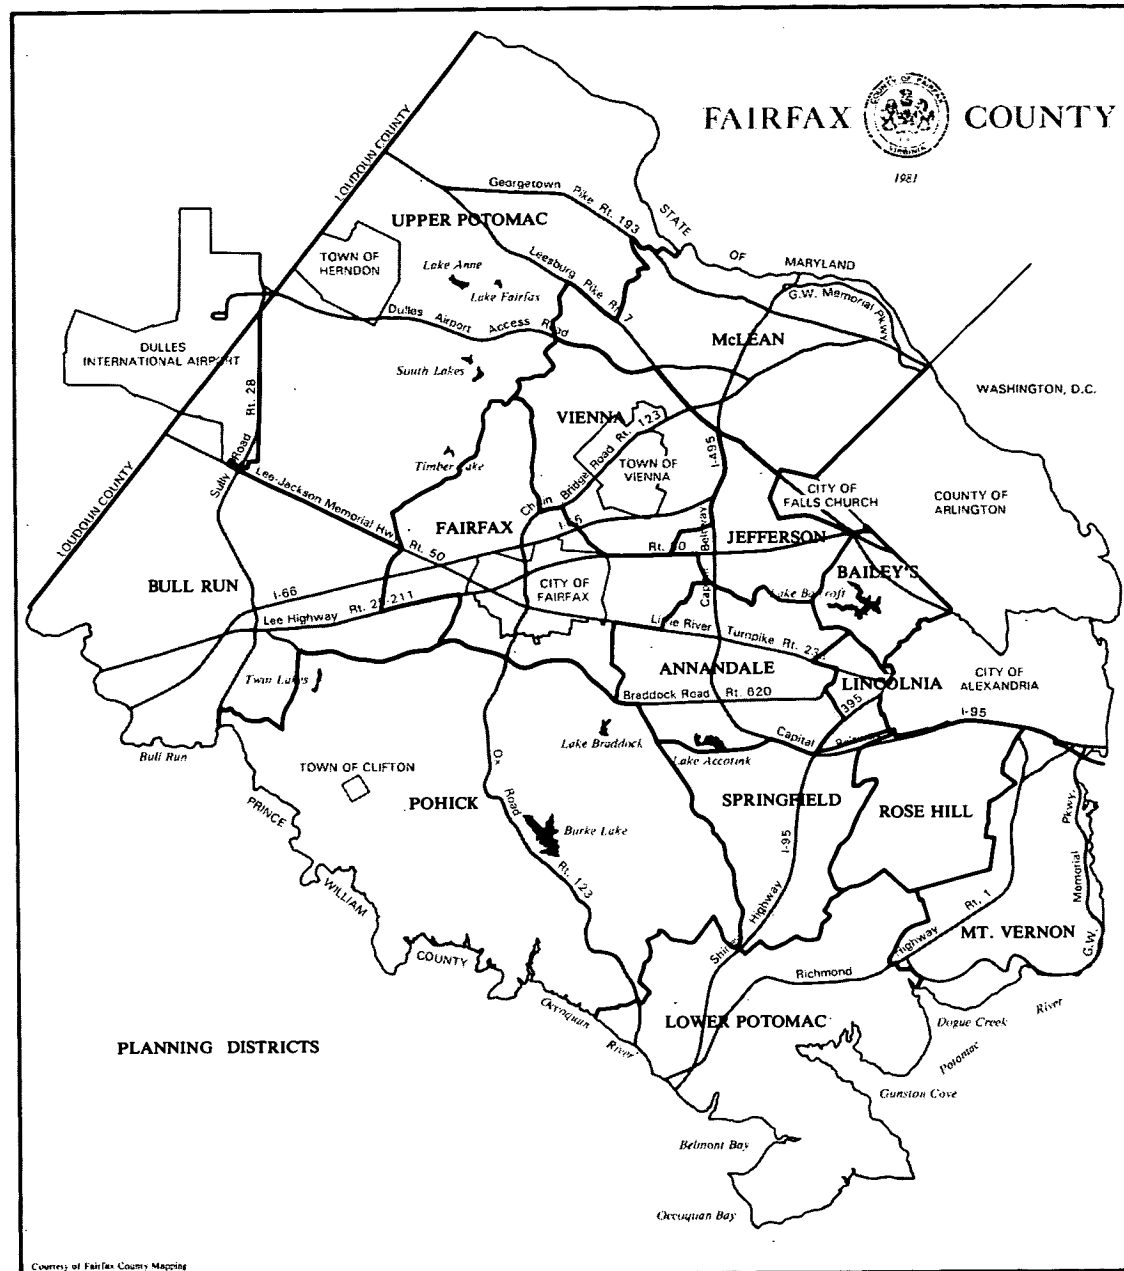 FAIRFAX COUNTY
COUNTY OF FAIRFAX
VIRGINIA
1981
LOUDOUN COUNTY
Georgetown Pike Rt. 193
STATE OF MARYLAND
UPPER POTOMAC
TOWN OF
HERNDON
Lake Anne
Lake Fairfax
Leesburg Pike Rt. 7
G.W. Memorial Pkwy.
Dulles Airport Access Road
McLEAN
DULLES
INTERNATIONAL AIRPORT
South Lakes
WASHINGTON, D.C.
Rt. 28
Sully Road
VIENNA
Chain Bridge Road Rt. 123
I-495
TOWN OF
VIENNA
Timber Lake
LOUDOUN COUNTY
Lee-Jackson Memorial Hwy. Rt. 50
CITY OF
FALLS CHURCH
COUNTY OF
ARLINGTON
FAIRFAX
JEFFERSON
Rt. 50
Capital Beltway
BAILEY'S
Lake Barcroft
BULL RUN
I-66
Lee Highway Rt. 29-211
CITY OF
FAIRFAX
Little River Turnpike Rt. 236
ANNANDALE
LINCOLNIA
CITY OF
ALEXANDRIA
Twin Lakes
Braddock Road Rt. 620
395
I-95
Capital Beltway
Lake Braddock
Lake Accotink
Bull Run
TOWN OF CLIFTON
POHICK
Ox Road Rt. 123
SPRINGFIELD
ROSE HILL
Burke Lake
I-95
PRINCE WILLIAM COUNTY
Shirley Highway
Richmond Highway Rt. 1
MT. VERNON
G.W. Memorial Pkwy.
Occoquan River
LOWER POTOMAC
Dogue Creek
Potomac River
PLANNING DISTRICTS
Gunston Cove
Belmont Bay
Occoquan Bay
Courtesy of Fairfax County Mapping